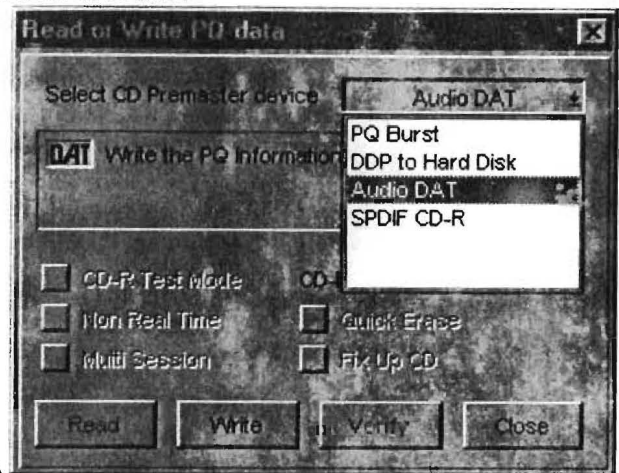 Read or Write PQ data
Select CD Premaster device Audio DAT
PQ Burst
DDP to Hard Disk
Audio DAT
SPDIF CD-R
DAT Write the PQ Information
CD-R Test Mode
Non Real Time Quick Erase
Multi Session Fix Up CD
Read Write Verify Close